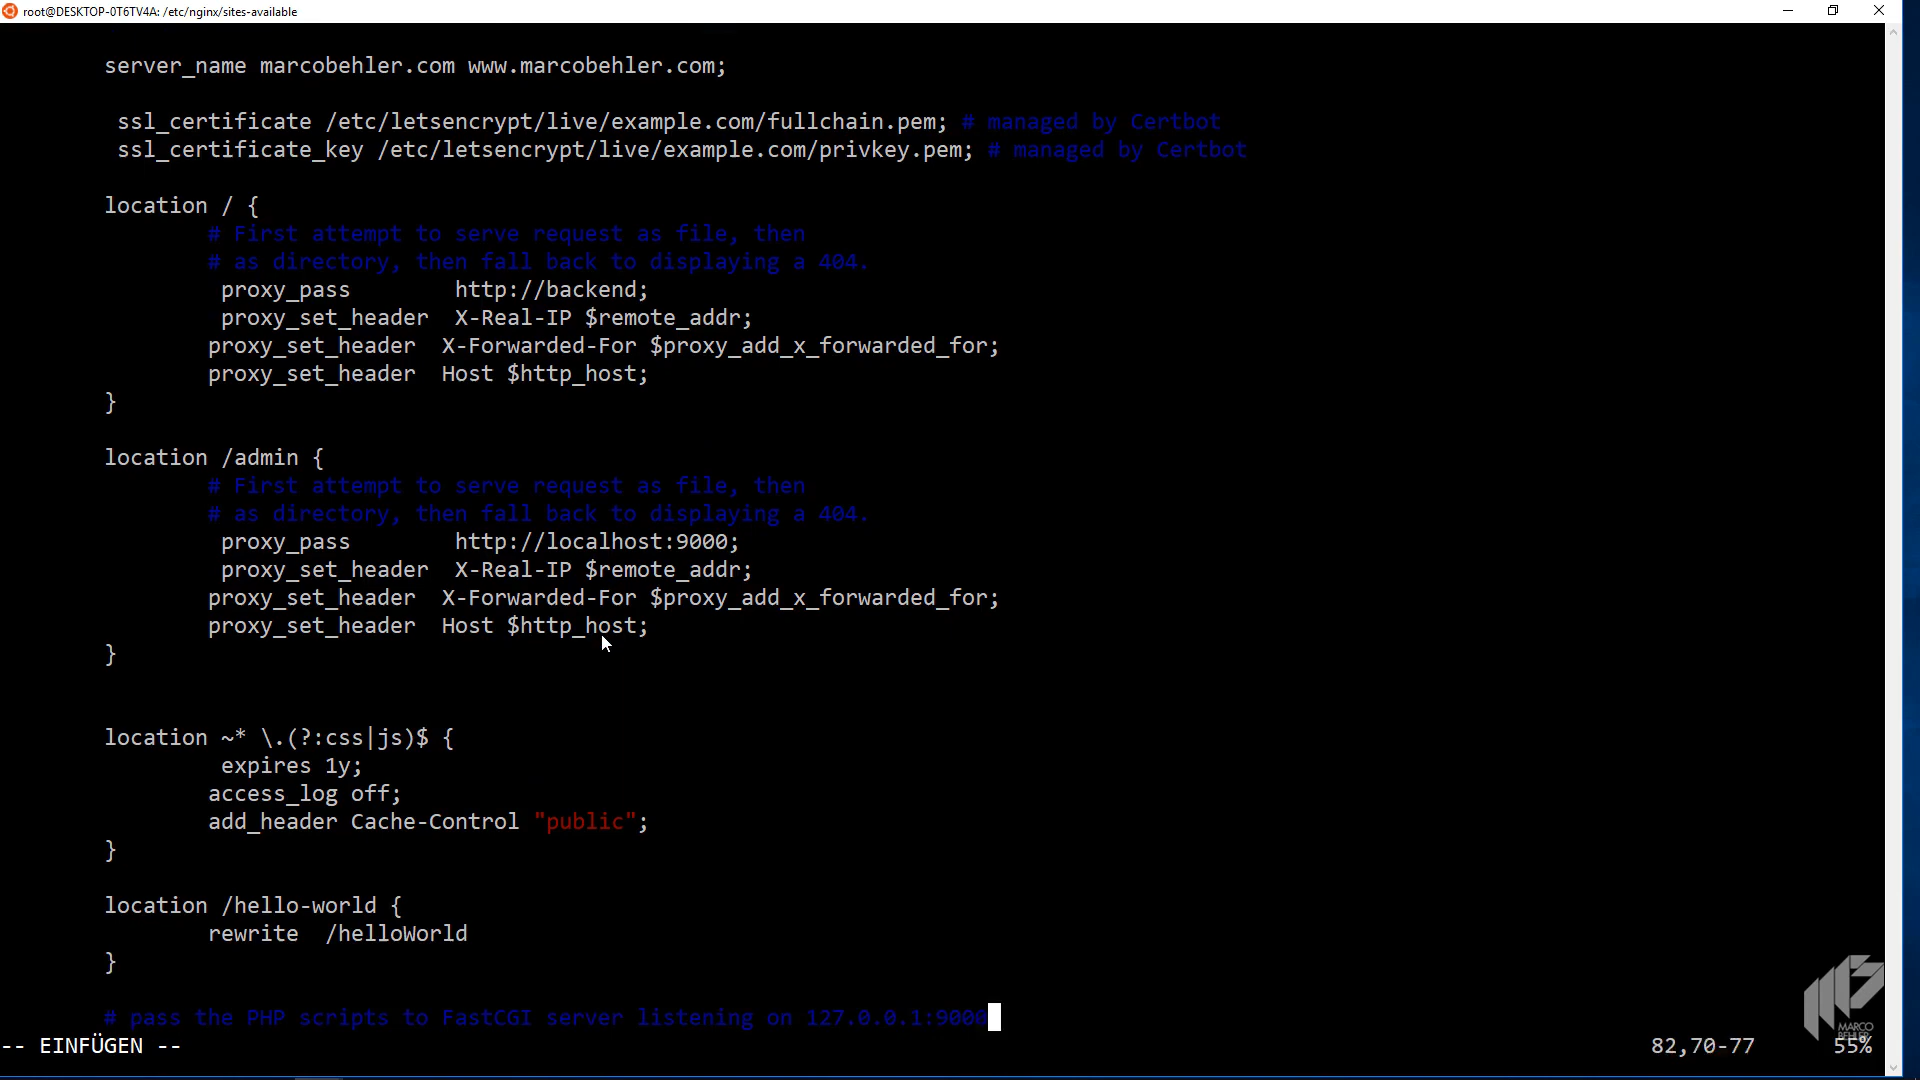 root@DESKTOP-0T6TV4A: /etc/nginx/sites-available
server_name marcobehler.com www.marcobehler.com;
ssl_certificate /etc/letsencrypt/live/example.com/fullchain.pem; # managed by Certbot
ssl_certificate_key /etc/letsencrypt/live/example.com/privkey.pem; # managed by Certbot
location / {
# First attempt to serve request as file, then
# as directory, then fall back to displaying a 404.
proxy_pass http://backend;
proxy_set_header X-Real-IP $remote_addr;
proxy_set_header X-Forwarded-For $proxy_add_x_forwarded_for;
proxy_set_header Host $http_host;
}
location /admin {
# First attempt to serve request as file, then
# as directory, then fall back to displaying a 404.
proxy_pass http://localhost:9000;
proxy_set_header X-Real-IP $remote_addr;
proxy_set_header X-Forwarded-For $proxy_add_x_forwarded_for;
proxy_set_header Host $http_host;
}
location ~* \.(?:css|js)$ {
expires 1y;
access_log off;
add_header Cache-Control "public";
}
location /hello-world {
rewrite /helloWorld
}
# pass the PHP scripts to FastCGI server listening on 127.0.0.1:9000
-- EINFÜGEN --
82,70-77
55%
MARCO
BEHLER